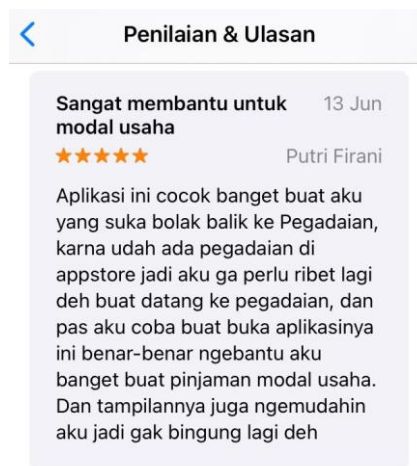 Penilaian & Ulasan
Sangat membantu untuk modal usaha
13 Jun
Putri Firani
Aplikasi ini cocok banget buat aku
yang suka bolak balik ke Pegadaian,
karna udah ada pegadaian di
appstore jadi aku ga perlu ribet lagi
deh buat datang ke pegadaian, dan
pas aku coba buat buka aplikasinya
ini benar-benar ngebantu aku
banget buat pinjaman modal usaha.
Dan tampilannya juga ngemudahin
aku jadi gak bingung lagi deh